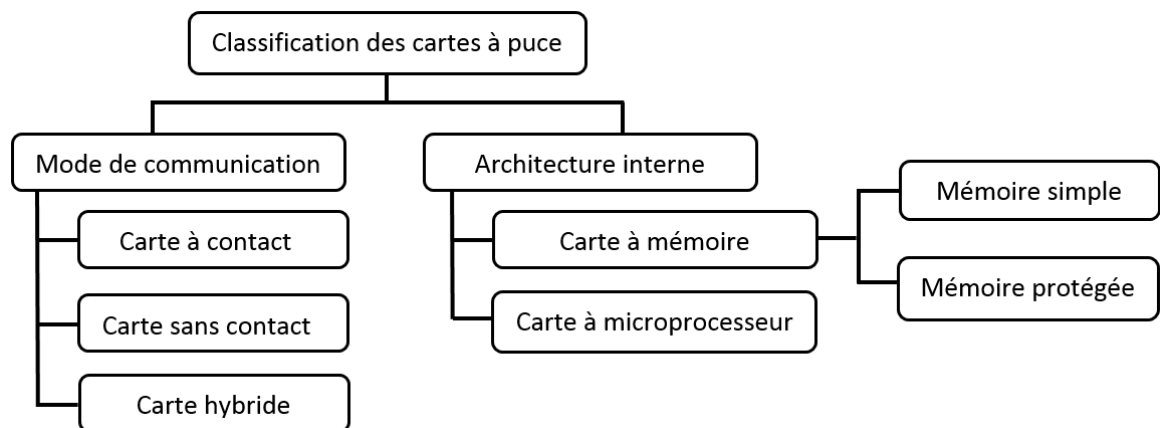 Classification des cartes à puce
Mode de communication
Carte à contact
Carte sans contact
Carte hybride
Architecture interne
Carte à mémoire
Carte à microprocesseur
Mémoire simple
Mémoire protégée